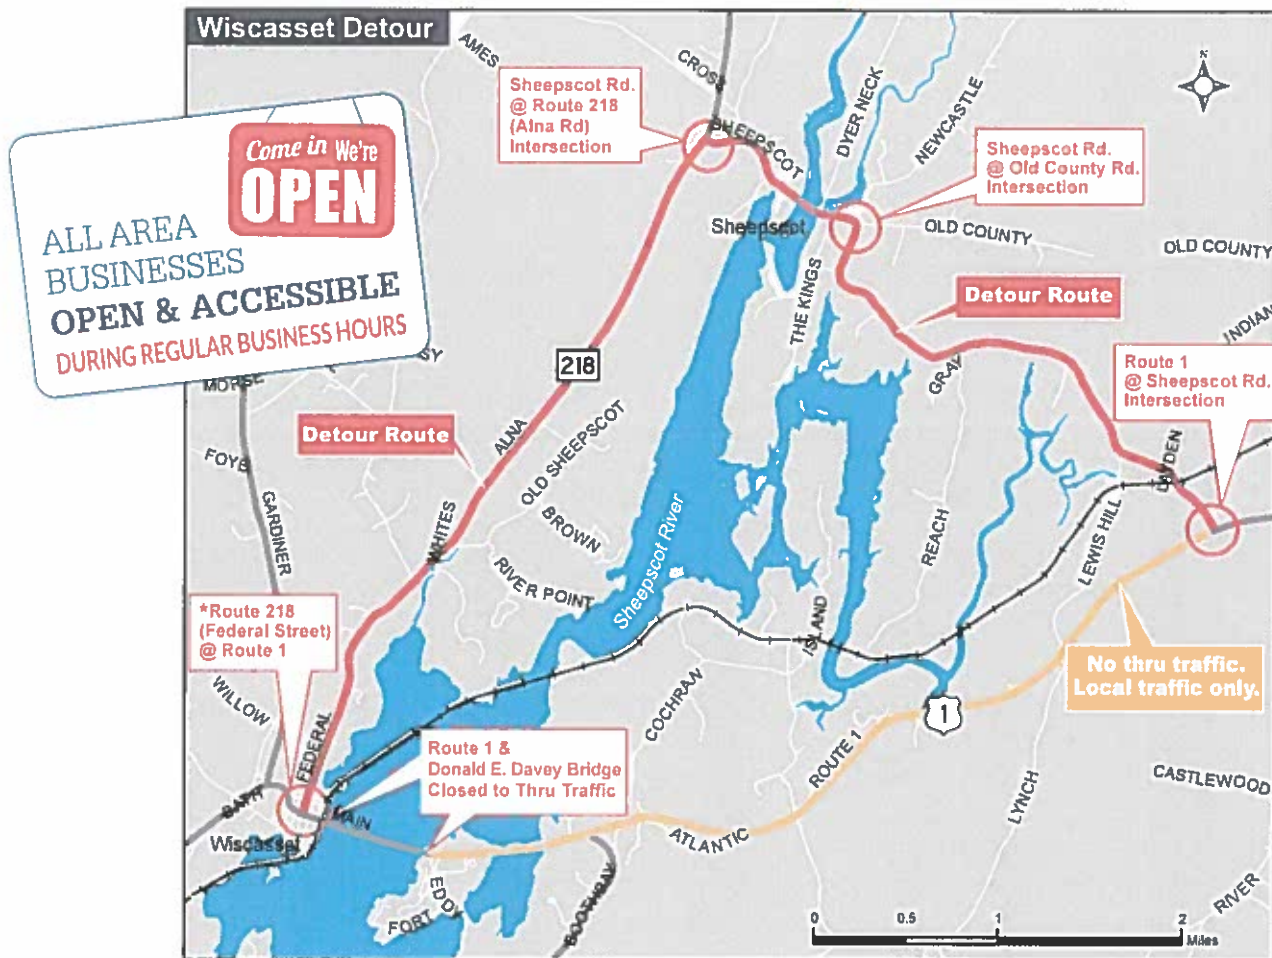 Wiscasset Detour
AMES
CROSS
Sheepscot Rd.
@ Route 218
(Alna Rd)
Intersection
SHEEPSCOT
DYER NECK
NEWCASTLE
N
Come in We're
OPEN
ALL AREA
BUSINESSES
OPEN & ACCESSIBLE
DURING REGULAR BUSINESS HOURS
Sheepscot Rd.
@ Old County Rd.
Intersection
Sheepscot
OLD COUNTY
OLD COUNTY
THE KINGS
Detour Route
INDIAN
218
GRAY
Route 1
@ Sheepscot Rd.
Intersection
MORSE
Detour Route
ALNA
OLD SHEEPSCOT
FOYE
GARDINER
WHITES
BROWN
RIVER POINT
Sheepscot River
REACH
LEWIS HILL
*Route 218
(Federal Street)
@ Route 1
ISLAND
No thru traffic.
Local traffic only.
WILLOW
FEDERAL
COCHRAN
1
Route 1 &
Donald E. Davey Bridge
Closed to Thru Traffic
ROUTE 1
LYNCH
CASTLEWOOD
BATH
MAIN
Wiscasset
ATLANTIC
EDDY
FORT
BOOTHBAY
RIVER
0 0.5 1 2
Miles